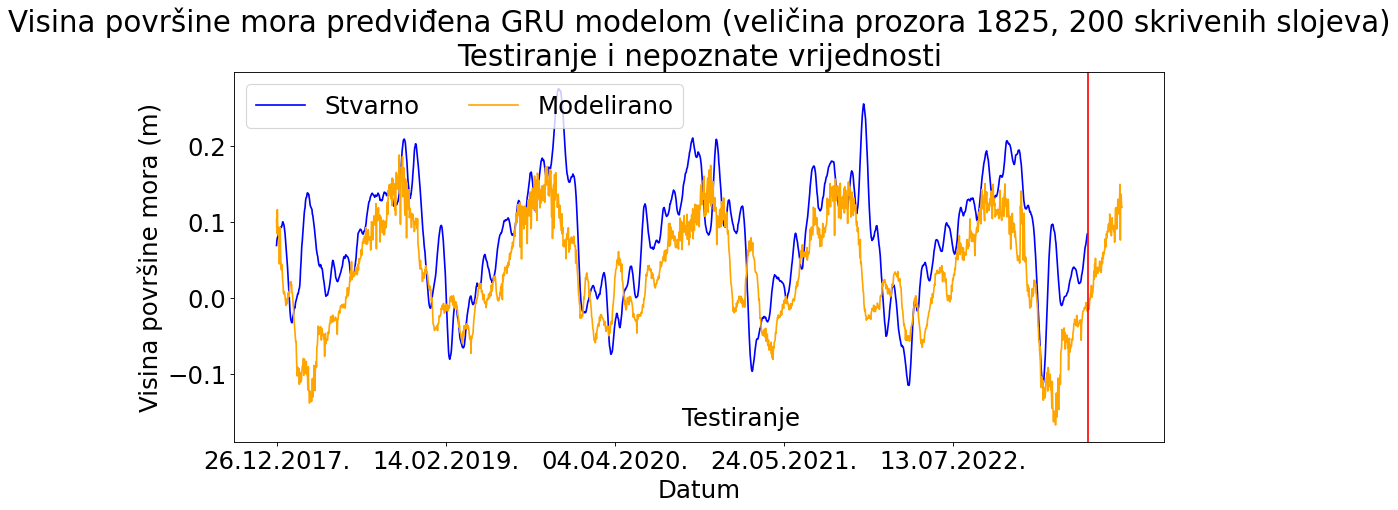 Visina površine mora predviđena GRU modelom (veličina prozora 1825, 200 skrivenih slojeva)
Testiranje i nepoznate vrijednosti
Stvarno Modelirano
Visina površine mora (m)
0.2
0.1
0.0
−0.1
Testiranje
26.12.2017. 14.02.2019. 04.04.2020. 24.05.2021. 13.07.2022.
Datum